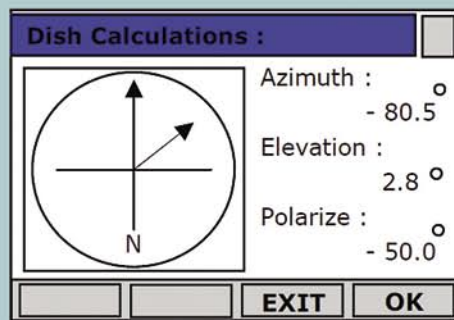 Dish Calculations :
Azimuth :
- 80.5°
Elevation :
2.8 °
Polarize :
- 50.0°
N
EXIT
OK